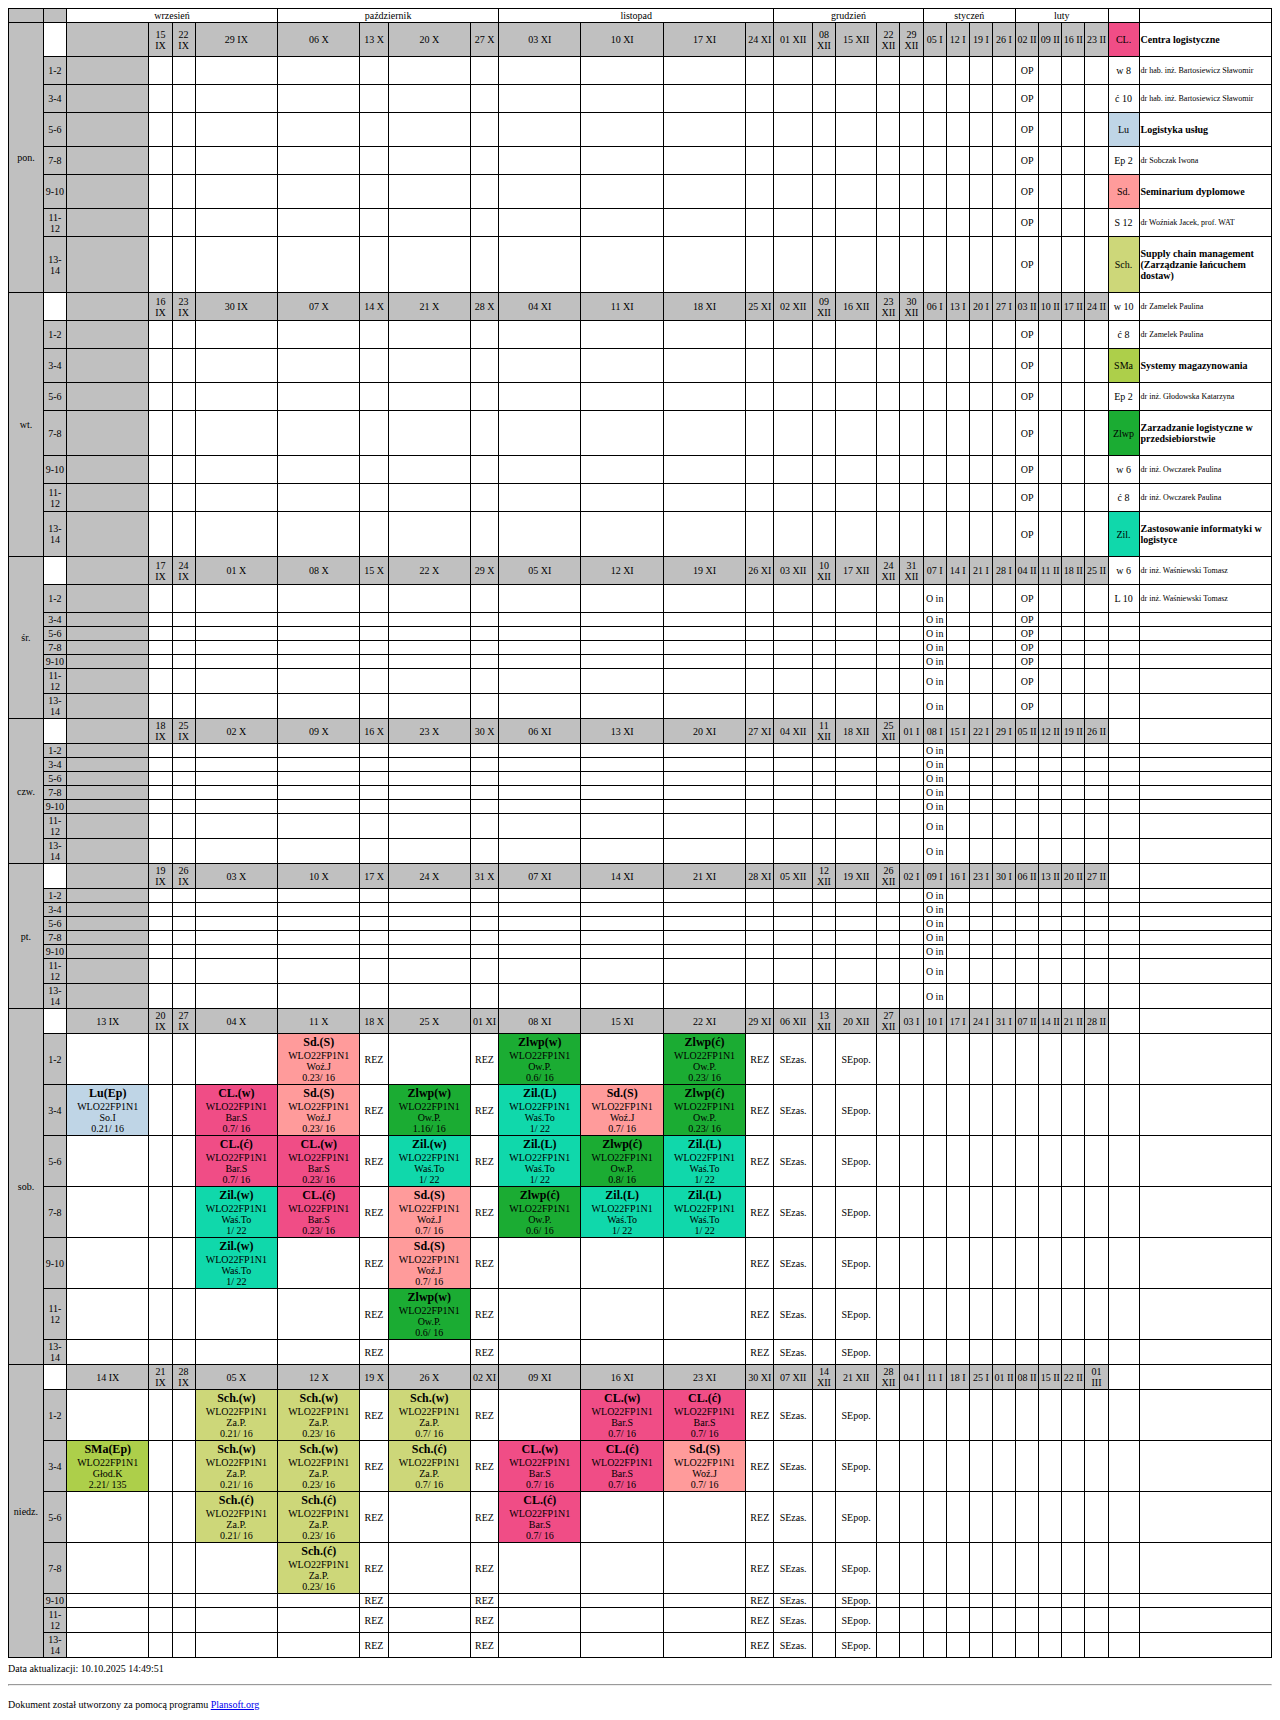 wrzesień październik listopad grudzień styczeń luty
pon. 15 IX 22 IX 29 IX 06 X 13 X 20 X 27 X 03 XI 10 XI 17 XI 24 XI 01 XII 08 XII 15 XII 22 XII 29 XII 05 I 12 I 19 I 26 I 02 II 09 II 16 II 23 II CL. Centra logistyczne
1-2 OP w 8 dr hab. inż. Bartosiewicz Sławomir
3-4 OP ć 10 dr hab. inż. Bartosiewicz Sławomir
5-6 OP Lu Logistyka usług
7-8 OP Ep 2 dr Sobczak Iwona
9-10 OP Sd. Seminarium dyplomowe
11-12 OP S 12 dr Woźniak Jacek, prof. WAT
13-14 OP Sch. Supply chain management (Zarządzanie łańcuchem dostaw)
wt. 16 IX 23 IX 30 IX 07 X 14 X 21 X 28 X 04 XI 11 XI 18 XI 25 XI 02 XII 09 XII 16 XII 23 XII 30 XII 06 I 13 I 20 I 27 I 03 II 10 II 17 II 24 II w 10 dr Zamelek Paulina
1-2 OP ć 8 dr Zamelek Paulina
3-4 OP SMa Systemy magazynowania
5-6 OP Ep 2 dr inż. Głodowska Katarzyna
7-8 OP Zlwp Zarzadzanie logistyczne w przedsiebiorstwie
9-10 OP w 6 dr inż. Owczarek Paulina
11-12 OP ć 8 dr inż. Owczarek Paulina
13-14 OP Zil. Zastosowanie informatyki w logistyce
śr. 17 IX 24 IX 01 X 08 X 15 X 22 X 29 X 05 XI 12 XI 19 XI 26 XI 03 XII 10 XII 17 XII 24 XII 31 XII 07 I 14 I 21 I 28 I 04 II 11 II 18 II 25 II w 6 dr inż. Waśniewski Tomasz
1-2 O in OP L 10 dr inż. Waśniewski Tomasz
3-4 O in OP
5-6 O in OP
7-8 O in OP
9-10 O in OP
11-12 O in OP
13-14 O in OP
czw. 18 IX 25 IX 02 X 09 X 16 X 23 X 30 X 06 XI 13 XI 20 XI 27 XI 04 XII 11 XII 18 XII 25 XII 01 I 08 I 15 I 22 I 29 I 05 II 12 II 19 II 26 II
1-2 O in
3-4 O in
5-6 O in
7-8 O in
9-10 O in
11-12 O in
13-14 O in
pt. 19 IX 26 IX 03 X 10 X 17 X 24 X 31 X 07 XI 14 XI 21 XI 28 XI 05 XII 12 XII 19 XII 26 XII 02 I 09 I 16 I 23 I 30 I 06 II 13 II 20 II 27 II
1-2 O in
3-4 O in
5-6 O in
7-8 O in
9-10 O in
11-12 O in
13-14 O in
sob. 13 IX 20 IX 27 IX 04 X 11 X 18 X 25 X 01 XI 08 XI 15 XI 22 XI 29 XI 06 XII 13 XII 20 XII 27 XII 03 I 10 I 17 I 24 I 31 I 07 II 14 II 21 II 28 II
Sd.(S) Zlwp(w) Zlwp(ć)
1-2 WLO22FP1N1 REZ REZ WLO22FP1N1 WLO22FP1N1 REZ SEzas. SEpop.
Woź.J Ow.P. Ow.P.
0.23/ 16 0.6/ 16 0.23/ 16
Lu(Ep) CL.(w) Sd.(S) Zlwp(w) Zil.(L) Sd.(S) Zlwp(ć)
3-4 WLO22FP1N1 WLO22FP1N1 WLO22FP1N1 REZ WLO22FP1N1 REZ WLO22FP1N1 WLO22FP1N1 WLO22FP1N1 REZ SEzas. SEpop.
So.I Bar.S Woź.J Ow.P. Waś.To Woź.J Ow.P.
0.21/ 16 0.7/ 16 0.23/ 16 1.16/ 16 1/ 22 0.7/ 16 0.23/ 16
CL.(ć) CL.(w) Zil.(w) Zil.(L) Zlwp(ć) Zil.(L)
5-6 WLO22FP1N1 WLO22FP1N1 REZ WLO22FP1N1 REZ WLO22FP1N1 WLO22FP1N1 WLO22FP1N1 REZ SEzas. SEpop.
Bar.S Bar.S Waś.To Waś.To Ow.P. Waś.To
0.7/ 16 0.23/ 16 1/ 22 1/ 22 0.8/ 16 1/ 22
Zil.(w) CL.(ć) Sd.(S) Zlwp(ć) Zil.(L) Zil.(L)
7-8 WLO22FP1N1 WLO22FP1N1 REZ WLO22FP1N1 REZ WLO22FP1N1 WLO22FP1N1 WLO22FP1N1 REZ SEzas. SEpop.
Waś.To Bar.S Woź.J Ow.P. Waś.To Waś.To
1/ 22 0.23/ 16 0.7/ 16 0.6/ 16 1/ 22 1/ 22
Zil.(w) Sd.(S)
9-10 WLO22FP1N1 REZ WLO22FP1N1 REZ REZ SEzas. SEpop.
Waś.To Woź.J
1/ 22 0.7/ 16
Zlwp(w)
11-12 REZ WLO22FP1N1 REZ REZ SEzas. SEpop.
Ow.P.
0.6/ 16
13-14 REZ REZ REZ SEzas. SEpop.
niedz. 14 IX 21 IX 28 IX 05 X 12 X 19 X 26 X 02 XI 09 XI 16 XI 23 XI 30 XI 07 XII 14 XII 21 XII 28 XII 04 I 11 I 18 I 25 I 01 II 08 II 15 II 22 II 01 III
Sch.(w) Sch.(w) Sch.(w) CL.(w) CL.(ć)
1-2 WLO22FP1N1 WLO22FP1N1 REZ WLO22FP1N1 REZ WLO22FP1N1 WLO22FP1N1 REZ SEzas. SEpop.
Za.P. Za.P. Za.P. Bar.S Bar.S
0.21/ 16 0.23/ 16 0.7/ 16 0.7/ 16 0.7/ 16
SMa(Ep) Sch.(w) Sch.(w) Sch.(ć) CL.(w) CL.(ć) Sd.(S)
3-4 WLO22FP1N1 WLO22FP1N1 WLO22FP1N1 REZ WLO22FP1N1 REZ WLO22FP1N1 WLO22FP1N1 WLO22FP1N1 REZ SEzas. SEpop.
Głod.K Za.P. Za.P. Za.P. Bar.S Bar.S Woź.J
2.21/ 135 0.21/ 16 0.23/ 16 0.7/ 16 0.7/ 16 0.7/ 16 0.7/ 16
Sch.(ć) Sch.(ć) CL.(ć)
5-6 WLO22FP1N1 WLO22FP1N1 REZ REZ WLO22FP1N1 REZ SEzas. SEpop.
Za.P. Za.P. Bar.S
0.21/ 16 0.23/ 16 0.7/ 16
Sch.(ć)
7-8 WLO22FP1N1 REZ REZ REZ SEzas. SEpop.
Za.P.
0.23/ 16
9-10 REZ REZ REZ SEzas. SEpop.
11-12 REZ REZ REZ SEzas. SEpop.
13-14 REZ REZ REZ SEzas. SEpop.
Data aktualizacji: 10.10.2025 14:49:51
Dokument został utworzony za pomocą programu Plansoft.org